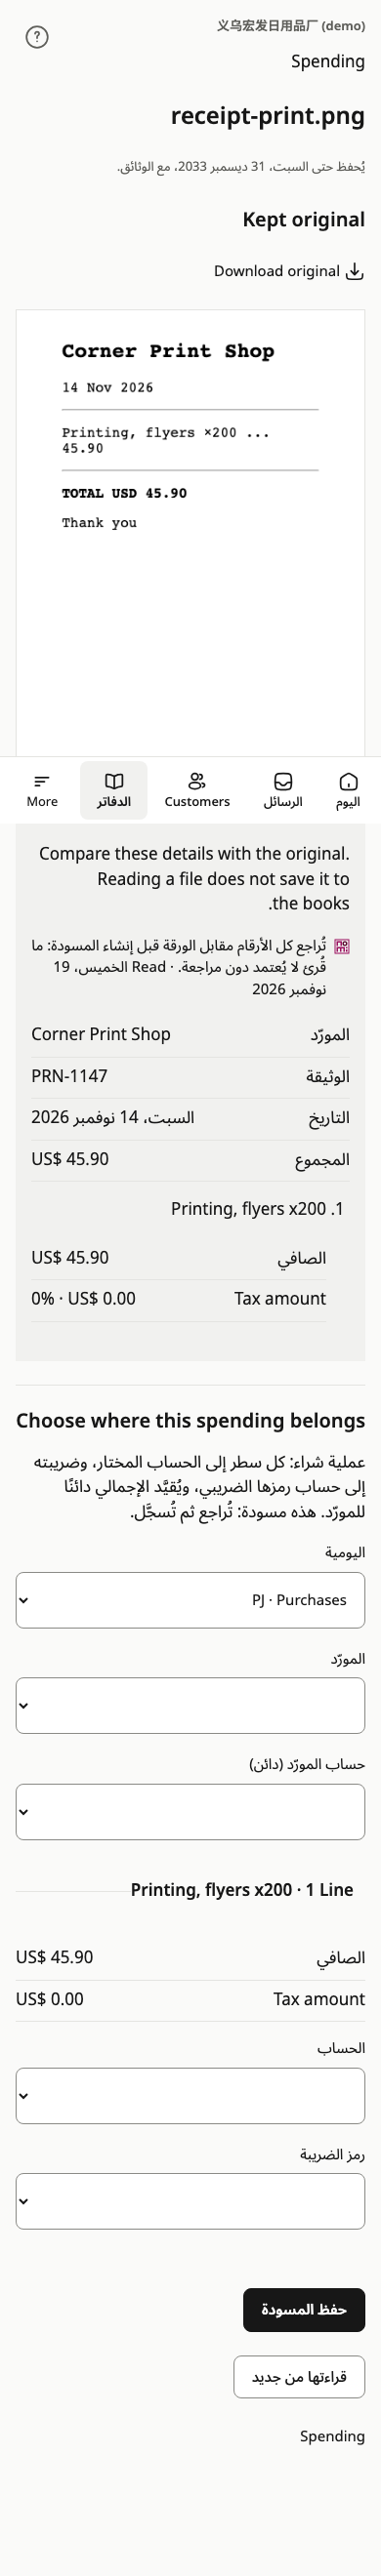 义乌宏发日用品厂 (demo)
Spending
receipt-print.png
يُحفظ حتى السبت، 31 ديسمبر 2033، مع الوثائق.
Kept original
Download original
Corner Print Shop
14 Nov 2026
Printing, flyers ×200 ...
45.90
TOTAL USD 45.90
Thank you
اليوم
الرسائل
Customers
الدفاتر
More
Compare these details with the original.
Reading a file does not save it to
the books.
تُراجع كل الأرقام مقابل الورقة قبل إنشاء المسودة: ما
قُرئ لا يُعتمد دون مراجعة. · Read الخميس، 19
نوفمبر 2026
المورّد Corner Print Shop
الوثيقة PRN-1147
التاريخ السبت، 14 نوفمبر 2026
المجموع US$ 45.90
1. Printing, flyers x200
الصافي US$ 45.90
Tax amount 0% · US$ 0.00
Choose where this spending belongs
عملية شراء: كل سطر إلى الحساب المختار، وضريبته
إلى حساب رمزها الضريبي، ويُقيَّد الإجمالي دائنًا
للمورّد. هذه مسودة: تُراجع ثم تُسجَّل.
اليومية
PJ · Purchases
المورّد
حساب المورّد (دائن)
Printing, flyers x200 · 1 Line
الصافي US$ 45.90
Tax amount US$ 0.00
الحساب
رمز الضريبة
حفظ المسودة
قراءتها من جديد
Spending